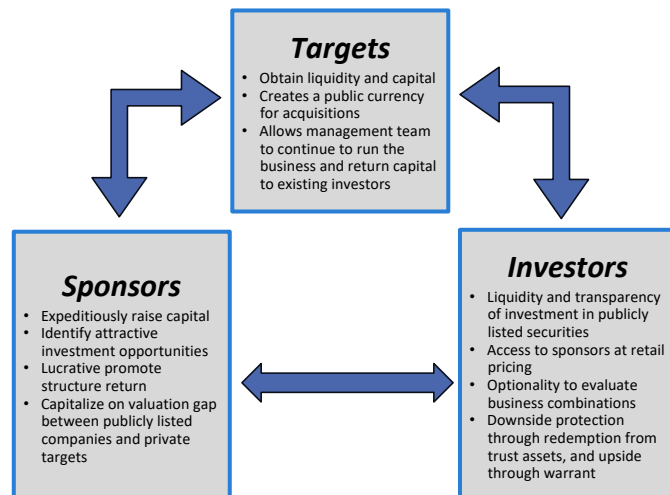 Targets
• Obtain liquidity and capital
• Creates a public currency
for acquisitions
• Allows management team
to continue to run the
business and return capital
to existing investors
Sponsors
• Expeditiously raise capital
• Identify attractive
investment opportunities
• Lucrative promote
structure return
• Capitalize on valuation gap
between publicly listed
companies and private
targets
Investors
• Liquidity and transparency
of investment in publicly
listed securities
• Access to sponsors at retail
pricing
• Optionality to evaluate
business combinations
• Downside protection
through redemption from
trust assets, and upside
through warrant